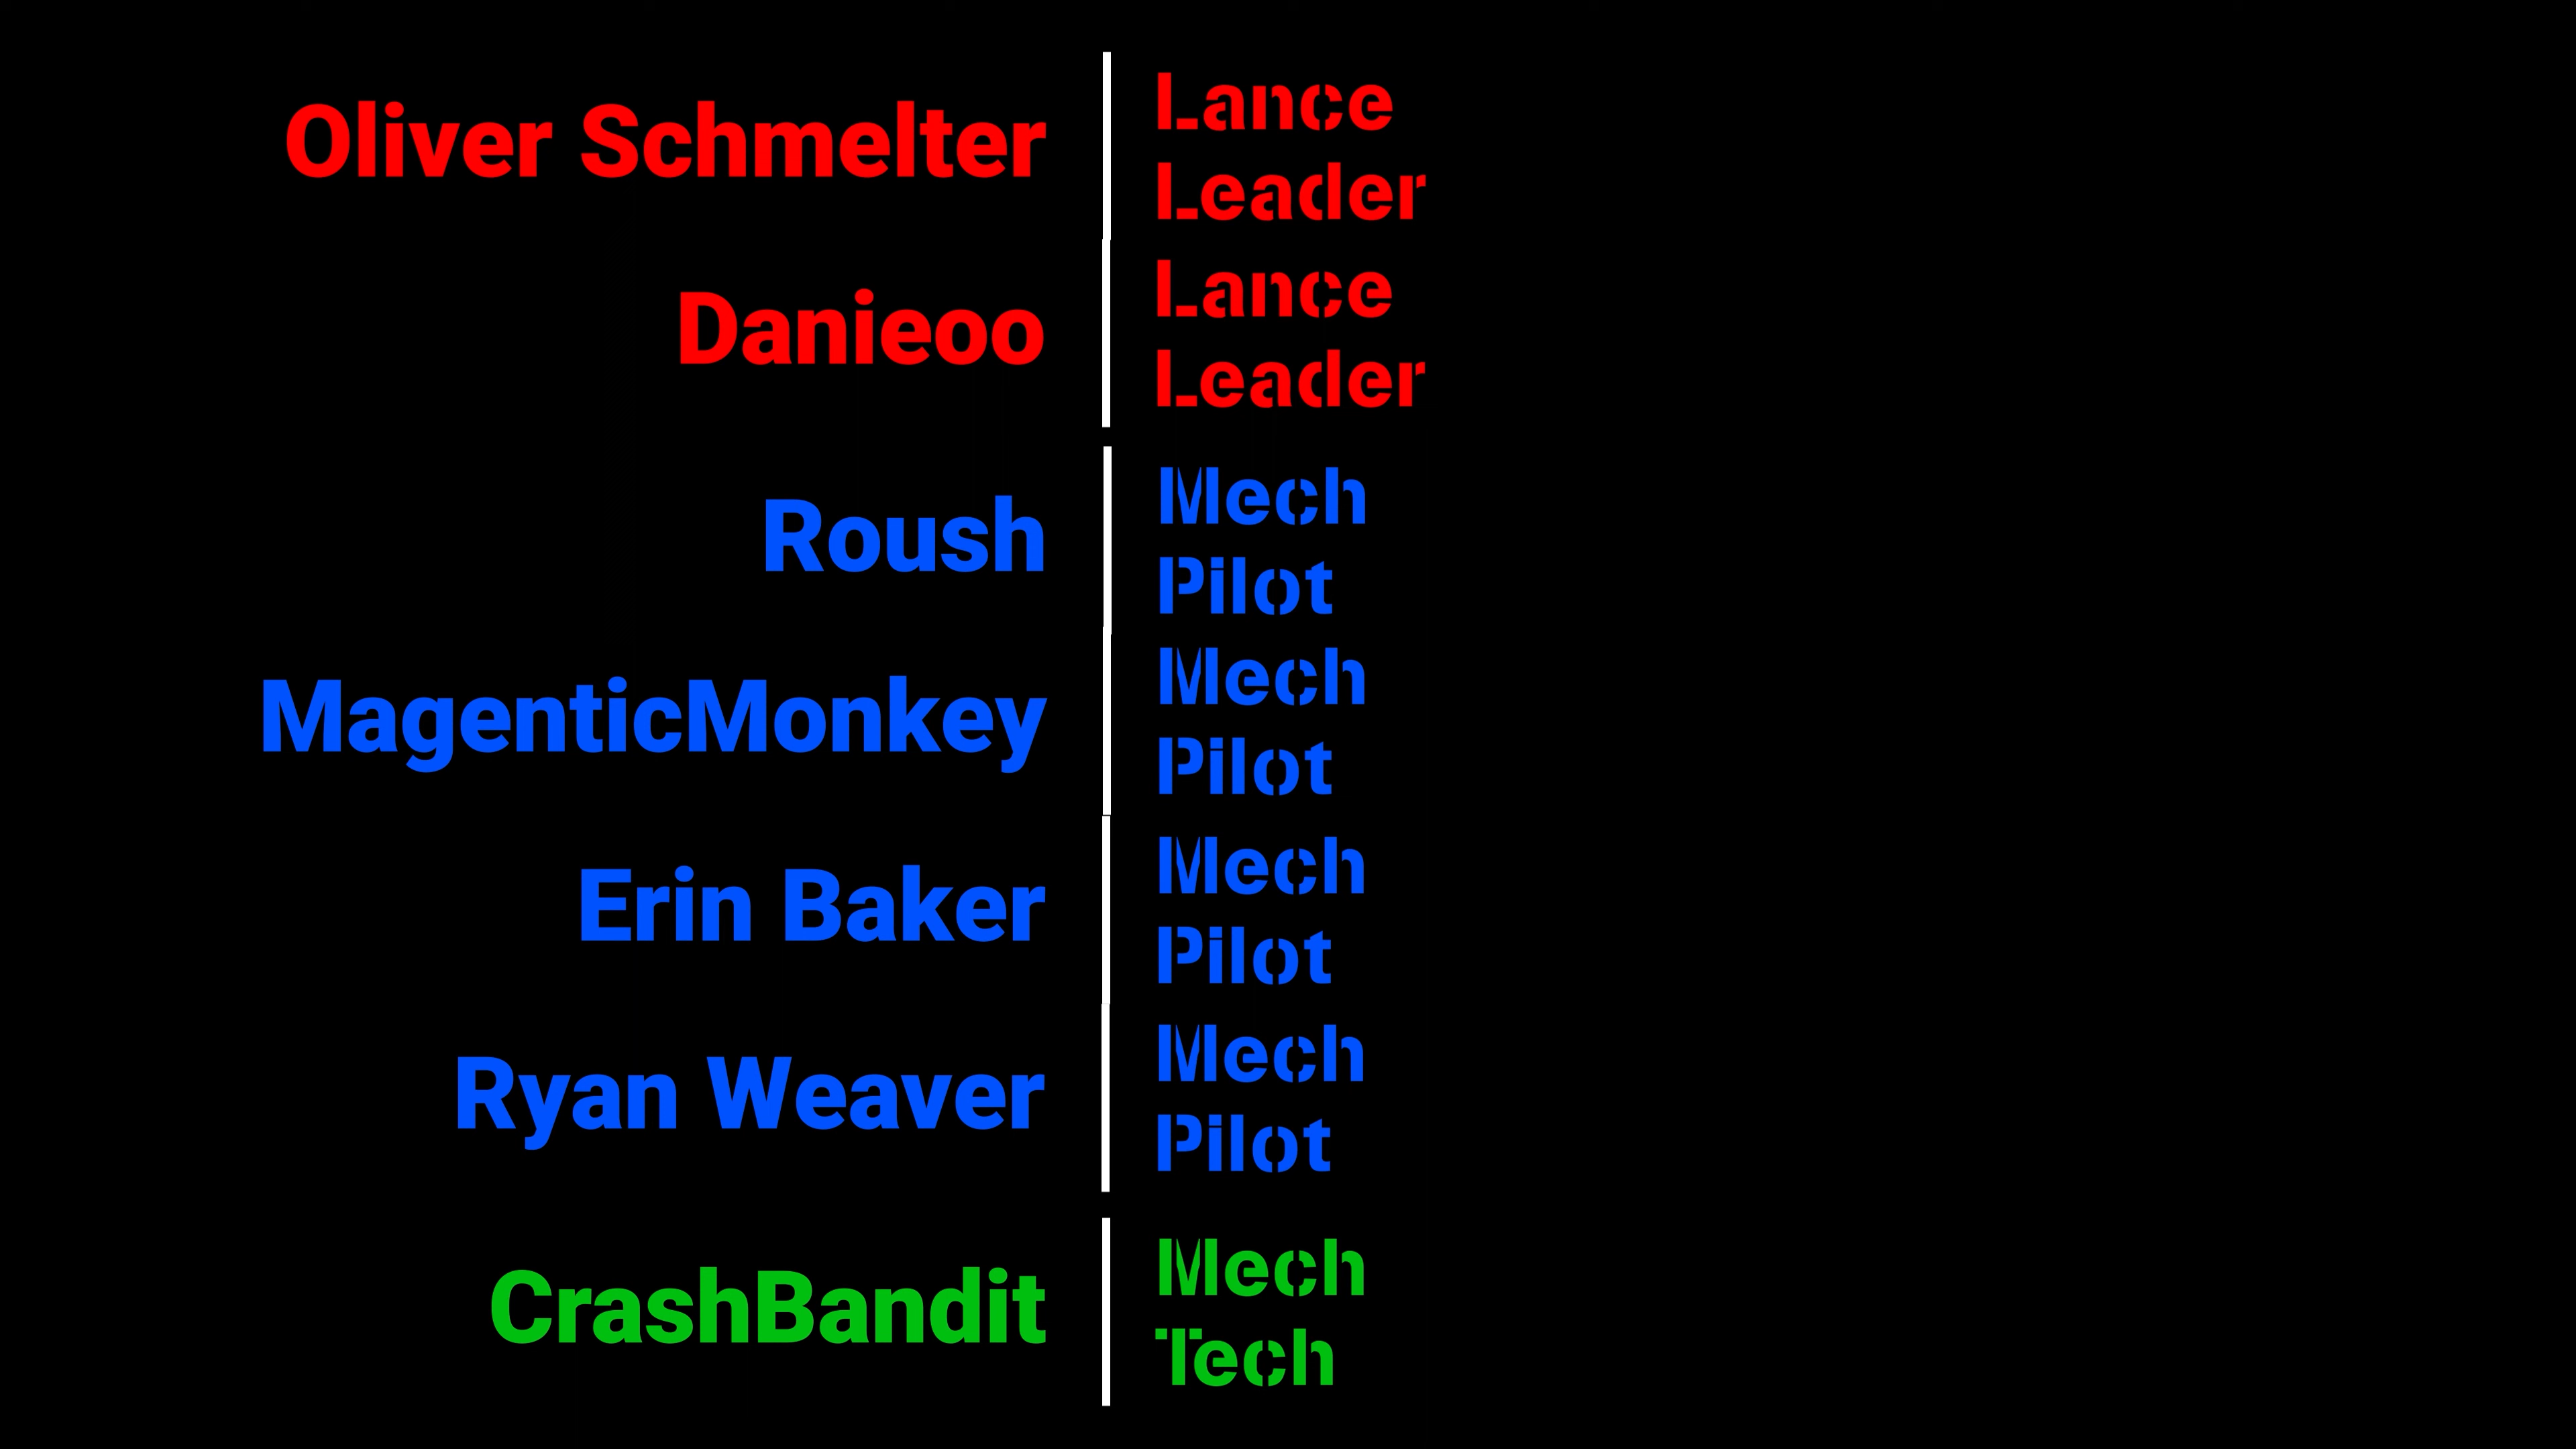 Oliver Schmelter
Lance
Leader
Danieoo
Lance
Leader
Roush
Mech
Pilot
MagenticMonkey
Mech
Pilot
Erin Baker
Mech
Pilot
Ryan Weaver
Mech
Pilot
CrashBandit
Mech
Tech